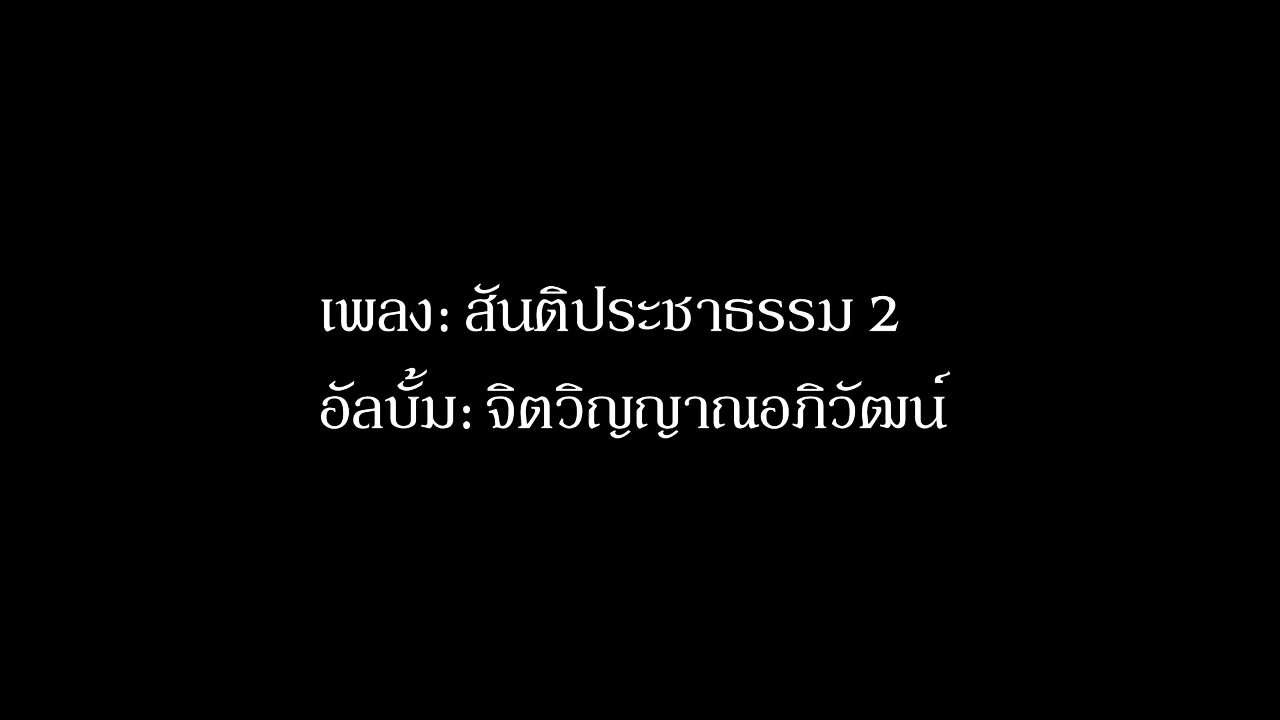 เพลง: สันติประชาธรรม 2
อัลบั้ม: จิตวิญญาณอภิวัฒน์